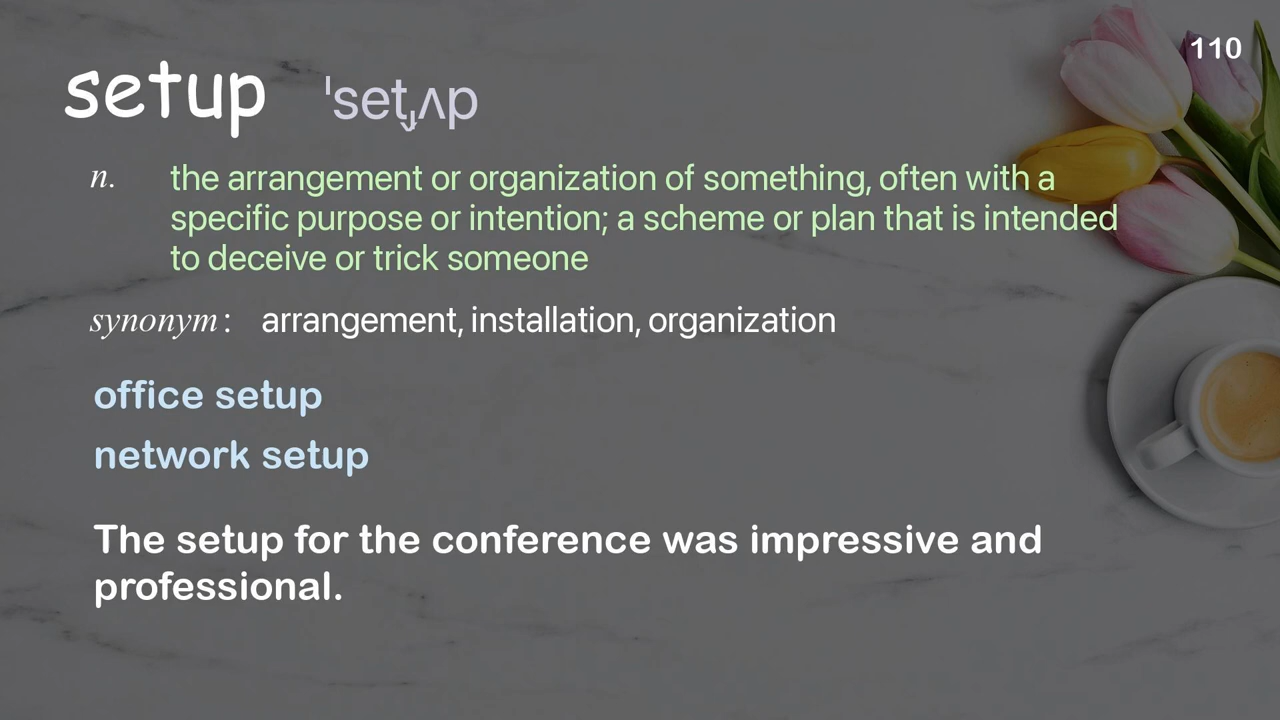 110
setup ˈset̬ˌʌp
n. the arrangement or organization of something, often with a
specific purpose or intention; a scheme or plan that is intended
to deceive or trick someone
synonym : arrangement, installation, organization
office setup
network setup
The setup for the conference was impressive and
professional.